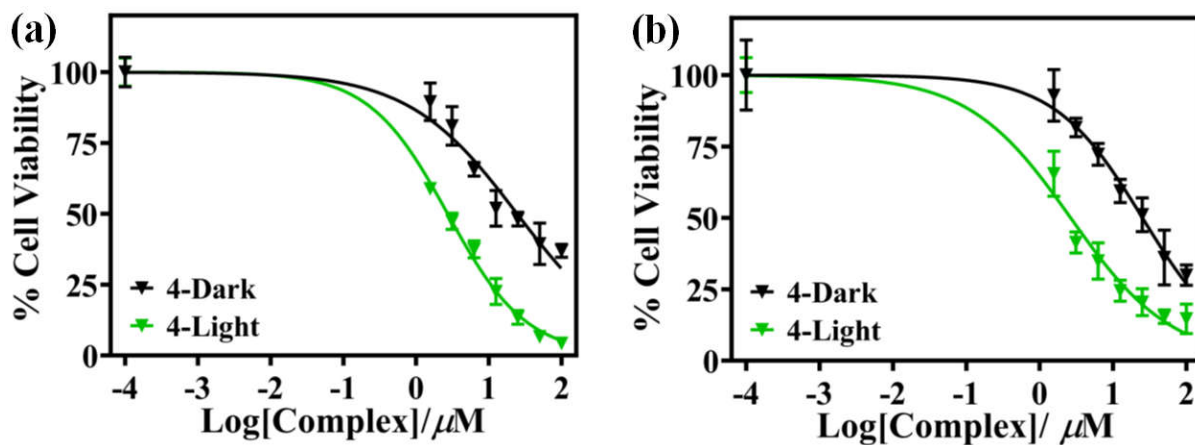 (a)
% Cell Viability
100
75
50
25
0
4-Dark
4-Light
-4 -3 -2 -1 0 1 2
Log[Complex]/μM
(b)
% Cell Viability
100
75
50
25
0
4-Dark
4-Light
-4 -3 -2 -1 0 1 2
Log[Complex]/ μM